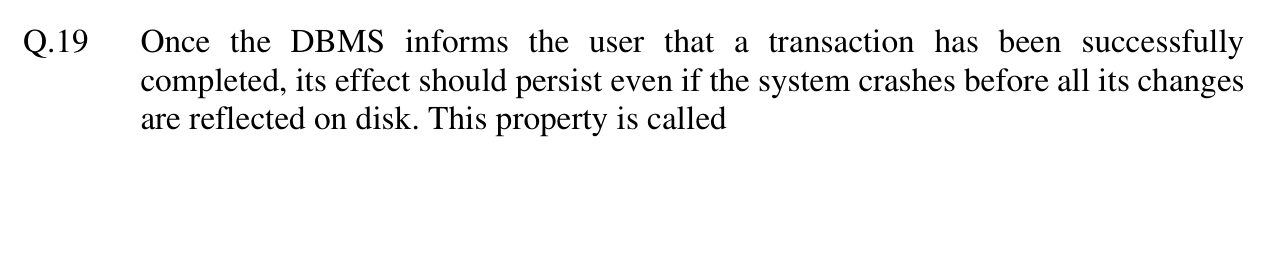 Q.19 Once the DBMS informs the user that a transaction has been successfully
completed, its effect should persist even if the system crashes before all its changes
are reflected on disk. This property is called